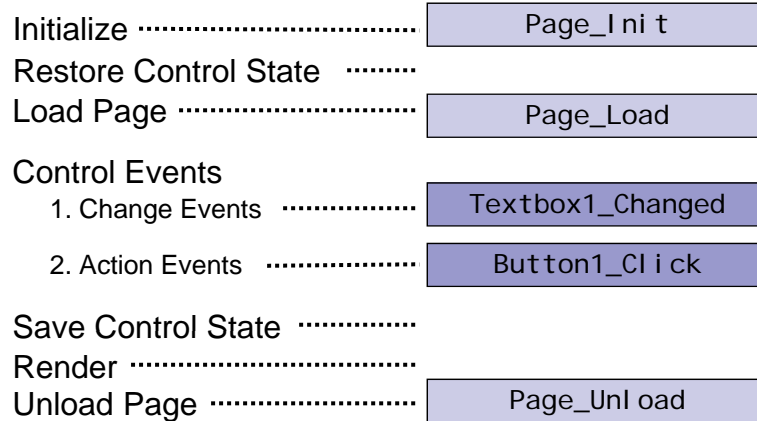 Initialize Page_Init
Restore Control State
Load Page Page_Load
Control Events
1. Change Events Textbox1_Changed
2. Action Events Button1_Click
Save Control State
Render
Unload Page Page_Unload